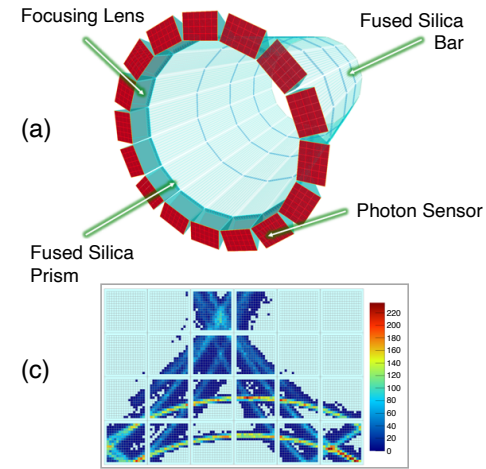 Focusing Lens
Fused Silica
Bar
(a)
Photon Sensor
Fused Silica
Prism
(c)
220
200
180
160
140
120
100
80
60
40
20
0